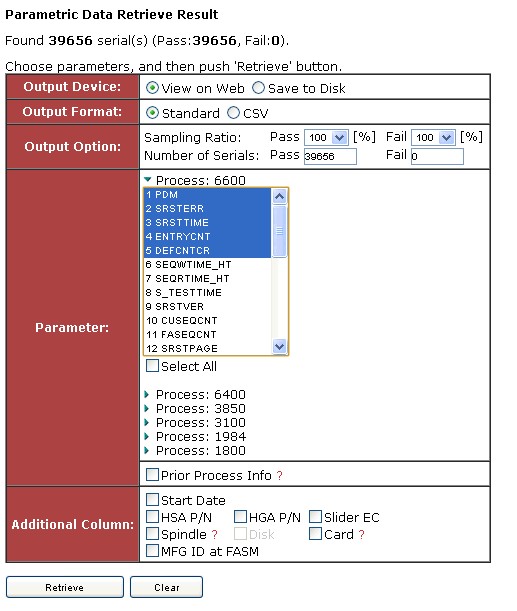 Parametric Data Retrieve Result
Found 39656 serial(s) (Pass:39656, Fail:0).
Choose parameters, and then push 'Retrieve' button.
Output Device: View on Web Save to Disk
Output Format: Standard CSV
Output Option:
Sampling Ratio: Pass 100 [%] Fail 100 [%]
Number of Serials: Pass 39656 Fail 0
Parameter:
Process: 6600
1 PDM
2 SRSTERR
3 SRSTTIME
4 ENTRYCNT
5 DEFCNTCR
6 SEQWTIME_HT
7 SEQRTIME_HT
8 S_TESTTIME
9 SRSTVER
10 CUSEQCNT
11 FASEQCNT
12 SRSTPAGE
Select All
Process: 6400
Process: 3850
Process: 3100
Process: 1984
Process: 1800
Prior Process Info ?
Additional Column:
Start Date
HSA P/N HGA P/N Slider EC
Spindle ? Disk Card ?
MFG ID at FASM
Retrieve Clear